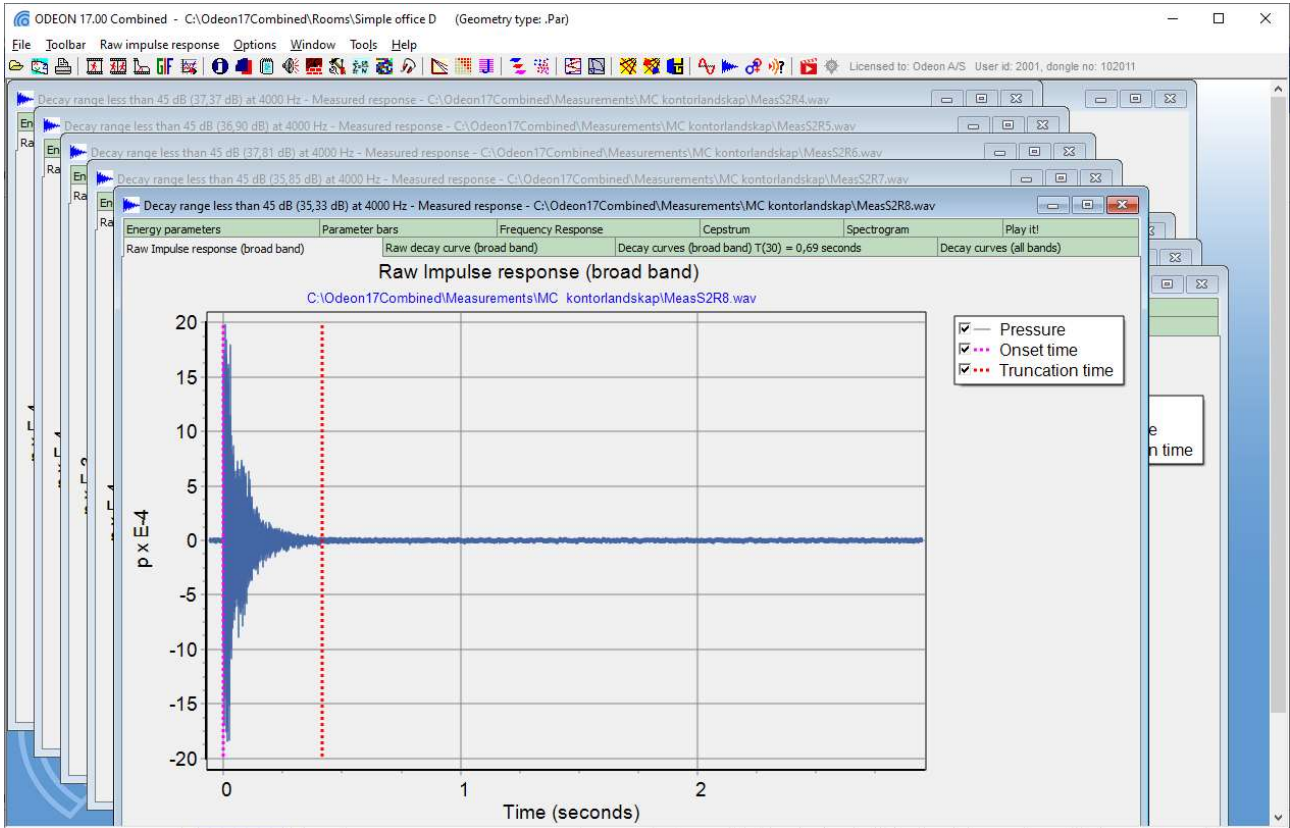 ODEON 17.00 Combined - C:\Odeon17Combined\Rooms\Simple office D (Geometry type: .Par)
File Toolbar Raw impulse response Options Window Tools Help
GIF Licensed to: Odeon A/S User id: 2001, dongle no: 102011
Decay range less than 45 dB (37,37 dB) at 4000 Hz - Measured response - C:\Odeon17Combined\Measurements\MC kontorlandskap\MeasS2R4.wav
En
Decay range less than 45 dB (36,90 dB) at 4000 Hz - Measured response - C:\Odeon17Combined\Measurements\MC kontorlandskap\MeasS2R5.wav
Ra
En
Decay range less than 45 dB (37,81 dB) at 4000 Hz - Measured response - C:\Odeon17Combined\Measurements\MC kontorlandskap\MeasS2R6.wav
Ra
En
Decay range less than 45 dB (35,85 dB) at 4000 Hz - Measured response - C:\Odeon17Combined\Measurements\MC kontorlandskap\MeasS2R7.wav
Ra
En
Decay range less than 45 dB (35,33 dB) at 4000 Hz - Measured response - C:\Odeon17Combined\Measurements\MC kontorlandskap\MeasS2R8.wav
Ra
Energy parameters Parameter bars Frequency Response Cepstrum Spectrogram Play it!
Raw Impulse response (broad band) Raw decay curve (broad band) Decay curves (broad band) T(30) = 0,69 seconds Decay curves (all bands)
Raw Impulse response (broad band)
C:\Odeon17Combined\Measurements\MC kontorlandskap\MeasS2R8.wav
20
15
10
5
0
-5
-10
-15
-20
p x E-4
0 1 2
Time (seconds)
Pressure
Onset time
Truncation time
e
n time